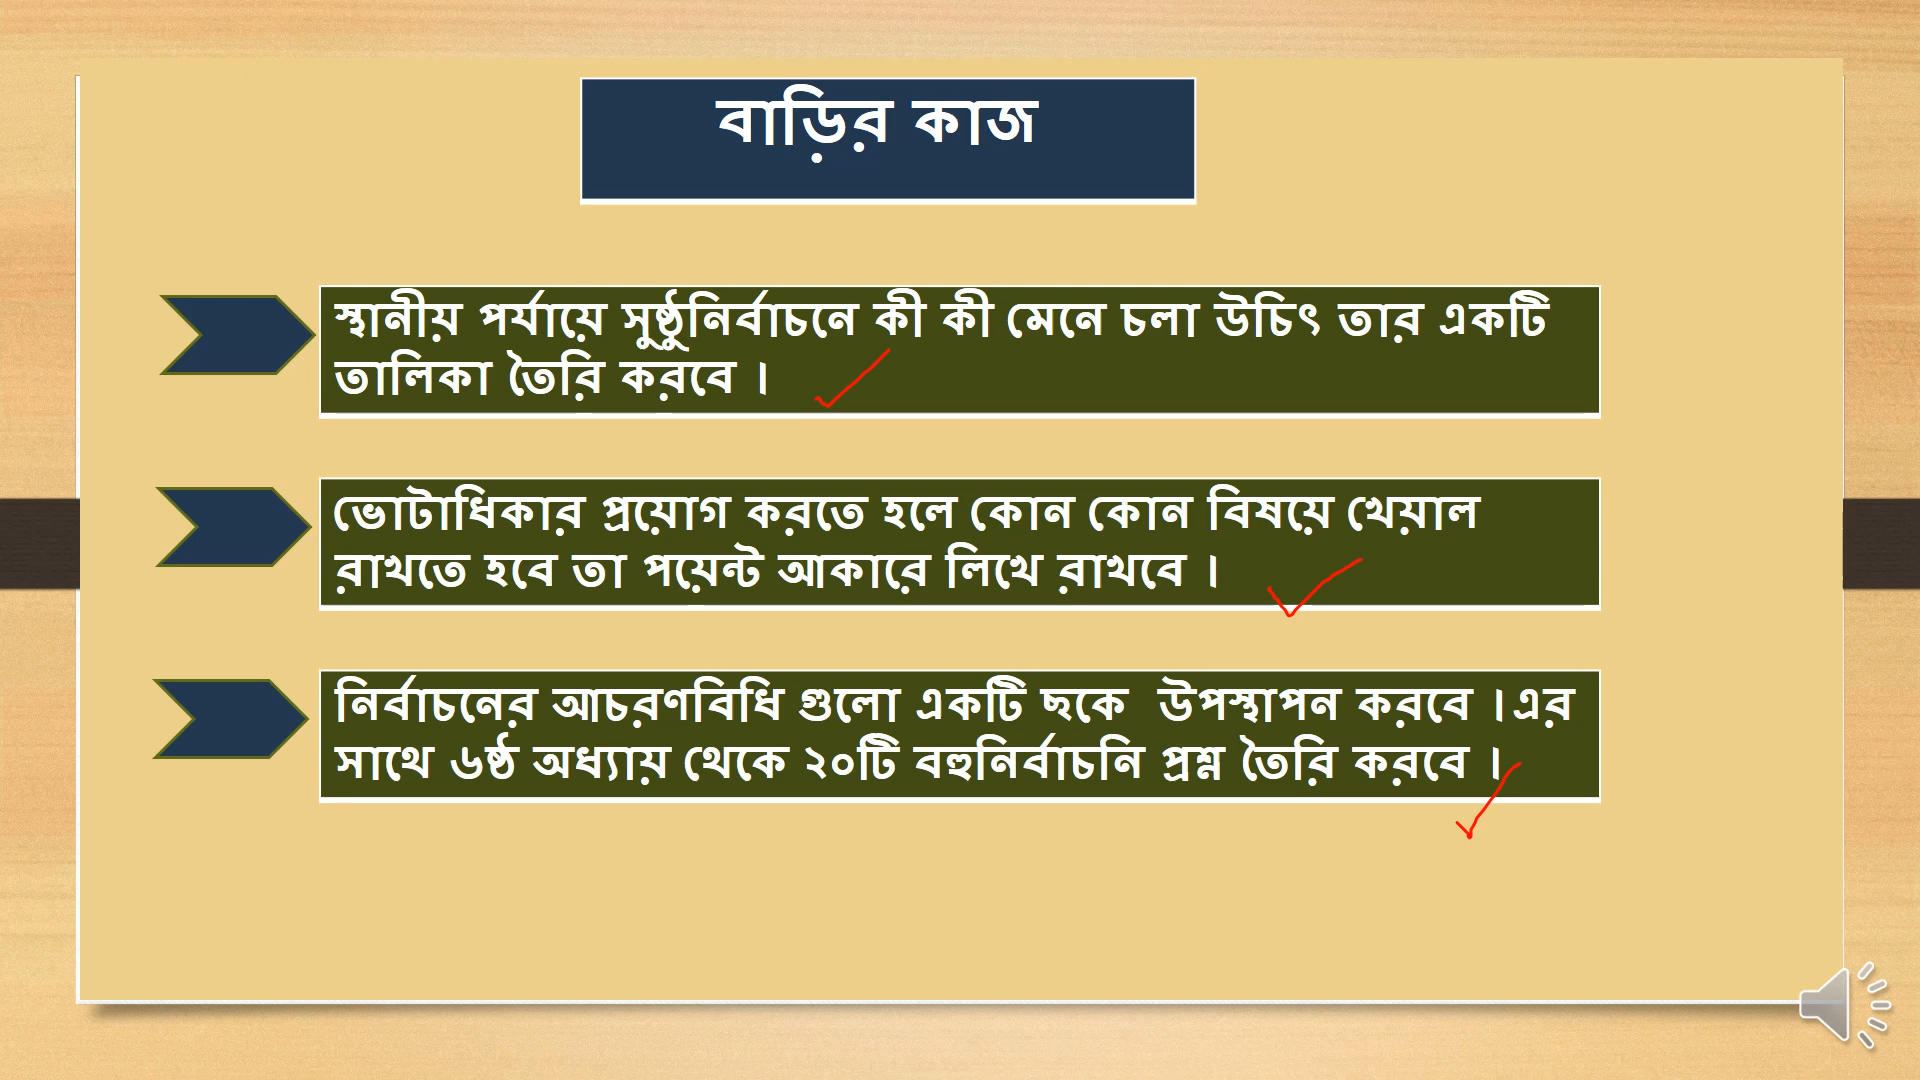 বাড়ির কাজ
স্থানীয় পর্যায়ে সুষ্ঠুনির্বাচনে কী কী মেনে চলা উচিৎ তার একটি
তালিকা তৈরি করবে ।
ভোটাধিকার প্রয়োগ করতে হলে কোন কোন বিষয়ে খেয়াল
রাখতে হবে তা পয়েন্ট আকারে লিখে রাখবে ।
নির্বাচনের আচরণবিধি গুলো একটি ছকে  উপস্থাপন করবে ।এর
সাথে ৬ষ্ঠ অধ্যায় থেকে ২০টি বহুনির্বাচনি প্রশ্ন তৈরি করবে ।